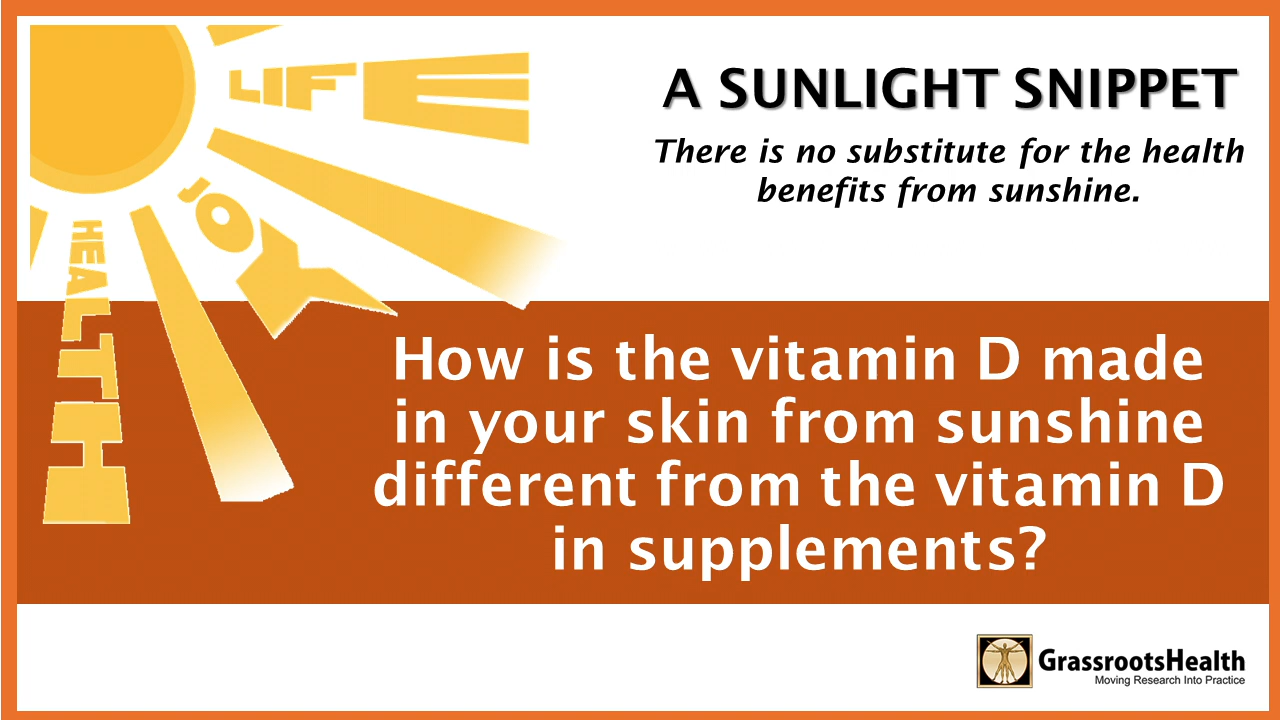 LIFE
JOY
HEALTH
A SUNLIGHT SNIPPET
There is no substitute for the health
benefits from sunshine.
How is the vitamin D made
in your skin from sunshine
different from the vitamin D
in supplements?
GrassrootsHealth
Moving Research Into Practice